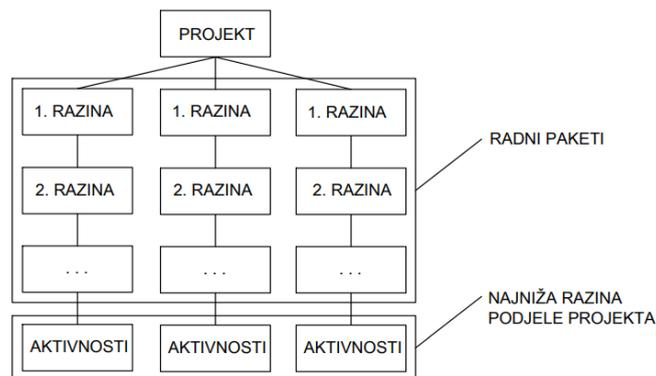 PROJEKT
1. RAZINA
1. RAZINA
1. RAZINA
RADNI PAKETI
2. RAZINA
2. RAZINA
2. RAZINA
. . .
. . .
. . .
NAJNIŽA RAZINA
PODJELE PROJEKTA
AKTIVNOSTI
AKTIVNOSTI
AKTIVNOSTI